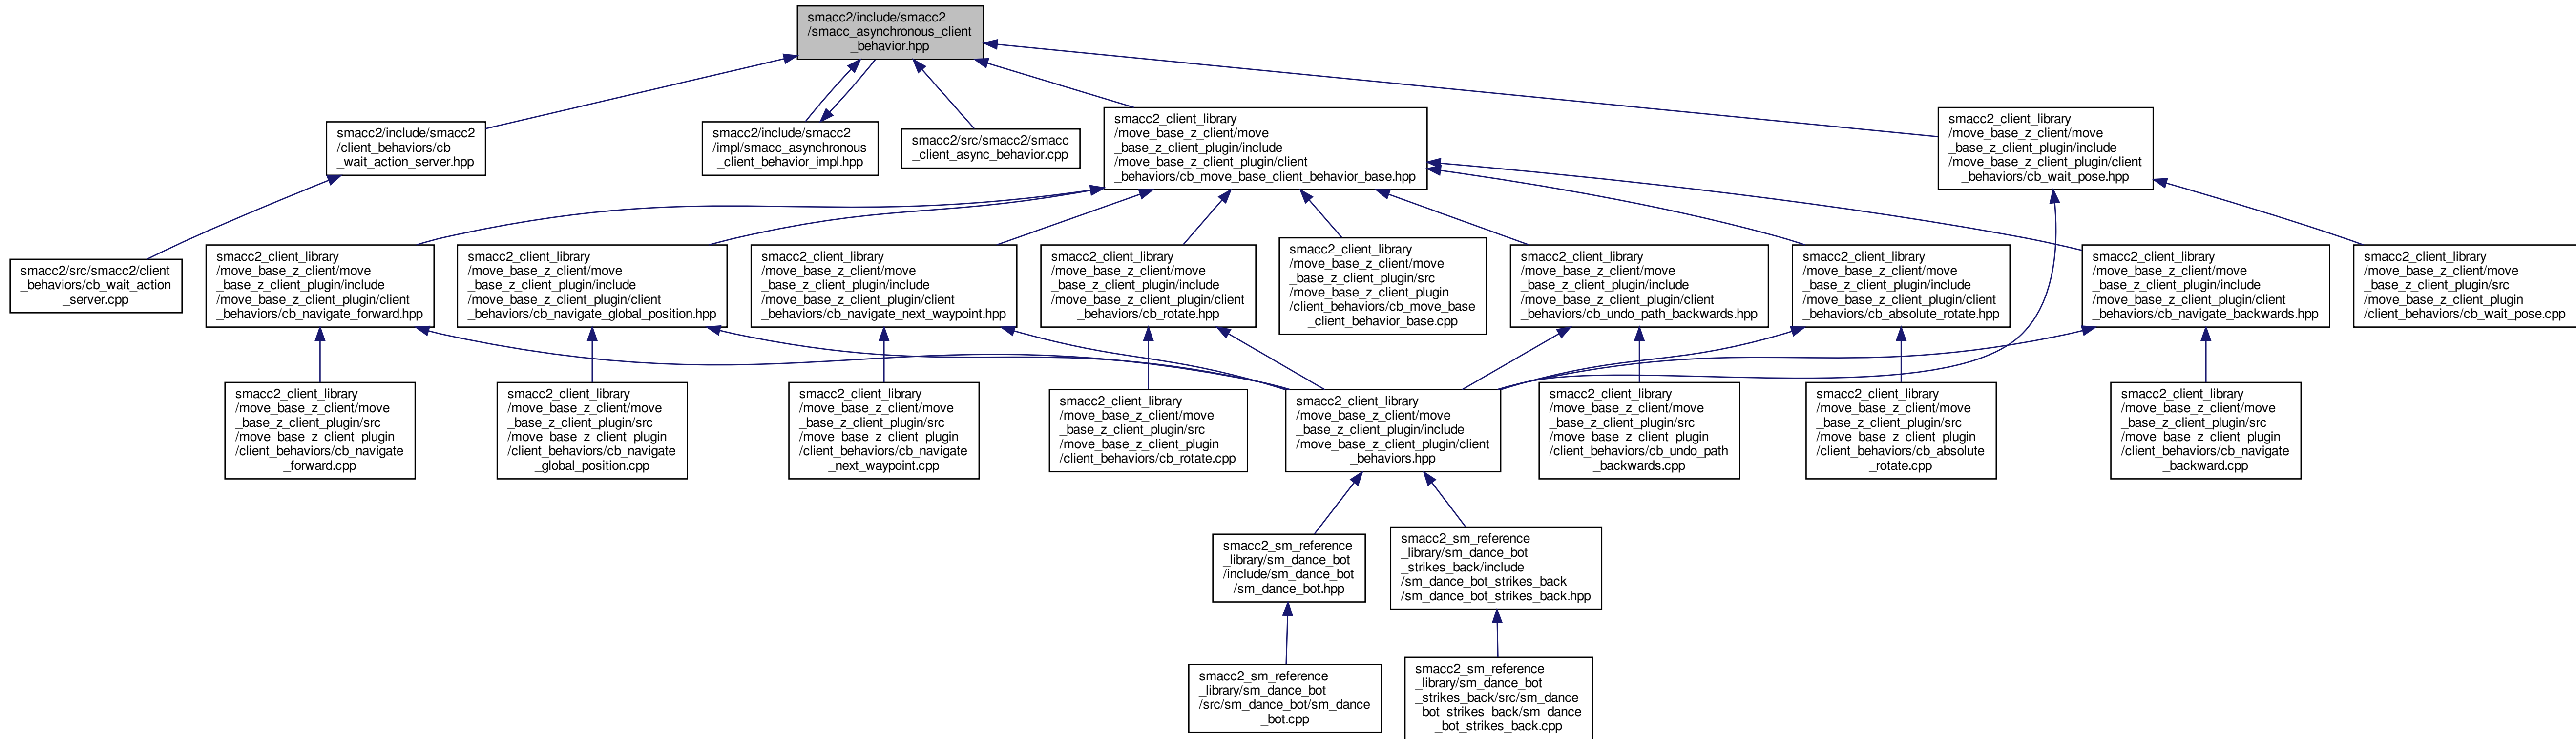 smacc2/include/smacc2
/smacc_asynchronous_client
_behavior.hpp
smacc2/include/smacc2
/client_behaviors/cb
_wait_action_server.hpp
smacc2/include/smacc2
/impl/smacc_asynchronous
_client_behavior_impl.hpp
smacc2/src/smacc2/smacc
_client_async_behavior.cpp
smacc2_client_library
/move_base_z_client/move
_base_z_client_plugin/include
/move_base_z_client_plugin/client
_behaviors/cb_move_base_client_behavior_base.hpp
smacc2_client_library
/move_base_z_client/move
_base_z_client_plugin/include
/move_base_z_client_plugin/client
_behaviors/cb_wait_pose.hpp
smacc2/src/smacc2/client
_behaviors/cb_wait_action
_server.cpp
smacc2_client_library
/move_base_z_client/move
_base_z_client_plugin/include
/move_base_z_client_plugin/client
_behaviors/cb_navigate_forward.hpp
smacc2_client_library
/move_base_z_client/move
_base_z_client_plugin/include
/move_base_z_client_plugin/client
_behaviors/cb_navigate_global_position.hpp
smacc2_client_library
/move_base_z_client/move
_base_z_client_plugin/include
/move_base_z_client_plugin/client
_behaviors/cb_navigate_next_waypoint.hpp
smacc2_client_library
/move_base_z_client/move
_base_z_client_plugin/include
/move_base_z_client_plugin/client
_behaviors/cb_rotate.hpp
smacc2_client_library
/move_base_z_client/move
_base_z_client_plugin/src
/move_base_z_client_plugin
/client_behaviors/cb_move_base
_client_behavior_base.cpp
smacc2_client_library
/move_base_z_client/move
_base_z_client_plugin/include
/move_base_z_client_plugin/client
_behaviors/cb_undo_path_backwards.hpp
smacc2_client_library
/move_base_z_client/move
_base_z_client_plugin/include
/move_base_z_client_plugin/client
_behaviors/cb_absolute_rotate.hpp
smacc2_client_library
/move_base_z_client/move
_base_z_client_plugin/include
/move_base_z_client_plugin/client
_behaviors/cb_navigate_backwards.hpp
smacc2_client_library
/move_base_z_client/move
_base_z_client_plugin/src
/move_base_z_client_plugin
/client_behaviors/cb_wait_pose.cpp
smacc2_client_library
/move_base_z_client/move
_base_z_client_plugin/src
/move_base_z_client_plugin
/client_behaviors/cb_navigate
_forward.cpp
smacc2_client_library
/move_base_z_client/move
_base_z_client_plugin/src
/move_base_z_client_plugin
/client_behaviors/cb_navigate
_global_position.cpp
smacc2_client_library
/move_base_z_client/move
_base_z_client_plugin/src
/move_base_z_client_plugin
/client_behaviors/cb_navigate
_next_waypoint.cpp
smacc2_client_library
/move_base_z_client/move
_base_z_client_plugin/src
/move_base_z_client_plugin
/client_behaviors/cb_rotate.cpp
smacc2_client_library
/move_base_z_client/move
_base_z_client_plugin/include
/move_base_z_client_plugin/client
_behaviors.hpp
smacc2_client_library
/move_base_z_client/move
_base_z_client_plugin/src
/move_base_z_client_plugin
/client_behaviors/cb_undo_path
_backwards.cpp
smacc2_client_library
/move_base_z_client/move
_base_z_client_plugin/src
/move_base_z_client_plugin
/client_behaviors/cb_absolute
_rotate.cpp
smacc2_client_library
/move_base_z_client/move
_base_z_client_plugin/src
/move_base_z_client_plugin
/client_behaviors/cb_navigate
_backward.cpp
smacc2_sm_reference
_library/sm_dance_bot
/include/sm_dance_bot
/sm_dance_bot.hpp
smacc2_sm_reference
_library/sm_dance_bot
_strikes_back/include
/sm_dance_bot_strikes_back
/sm_dance_bot_strikes_back.hpp
smacc2_sm_reference
_library/sm_dance_bot
/src/sm_dance_bot/sm_dance
_bot.cpp
smacc2_sm_reference
_library/sm_dance_bot
_strikes_back/src/sm_dance
_bot_strikes_back/sm_dance
_bot_strikes_back.cpp